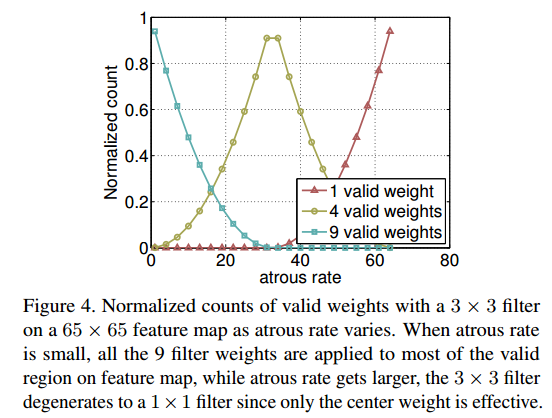 1
0.8
0.6
0.4
0.2
0
Normalized count
0 20 40 60 80
atrous rate
1 valid weight
4 valid weights
9 valid weights
Figure 4. Normalized counts of valid weights with a 3 × 3 filter
on a 65 × 65 feature map as atrous rate varies. When atrous rate
is small, all the 9 filter weights are applied to most of the valid
region on feature map, while atrous rate gets larger, the 3 × 3 filter
degenerates to a 1 × 1 filter since only the center weight is effective.